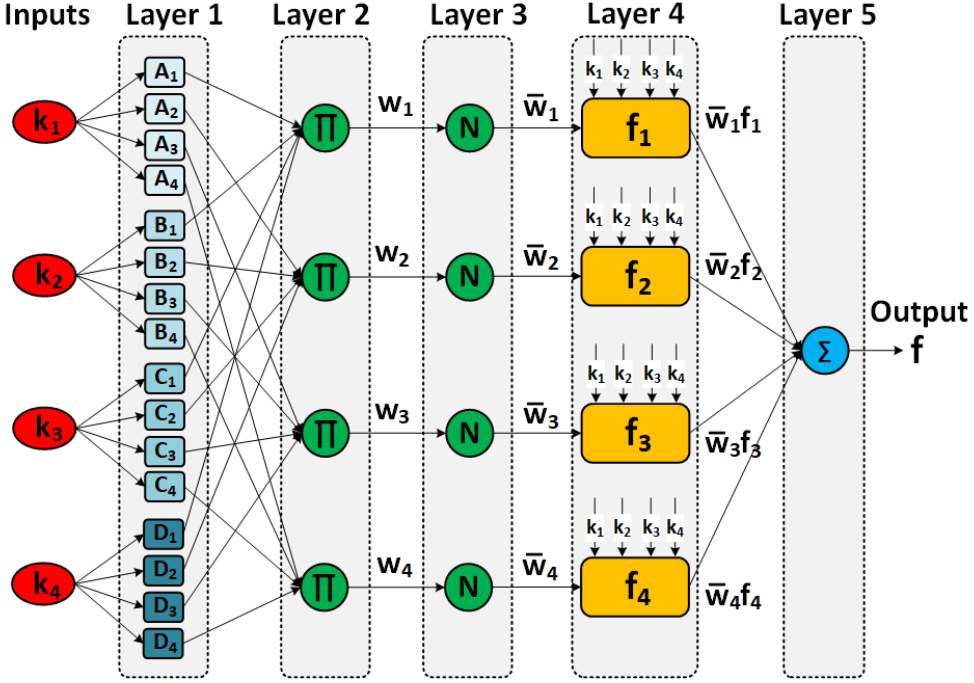 Inputs Layer 1 Layer 2 Layer 3 Layer 4 Layer 5
k₁ k₂ k₃ k₄
A₁
A₂
k₁
A₃
A₄
∏ w₁ N w̅₁ f₁ w̅₁f₁
k₁ k₂ k₃ k₄
B₁
B₂
k₂
B₃
B₄
∏ w₂ N w̅₂ f₂ w̅₂f₂
Output
Σ f
k₁ k₂ k₃ k₄
C₁
C₂
k₃
C₃
C₄
∏ w₃ N w̅₃ f₃ w̅₃f₃
k₁ k₂ k₃ k₄
D₁
D₂
k₄
D₃
D₄
∏ w₄ N w̅₄ f₄ w̅₄f₄